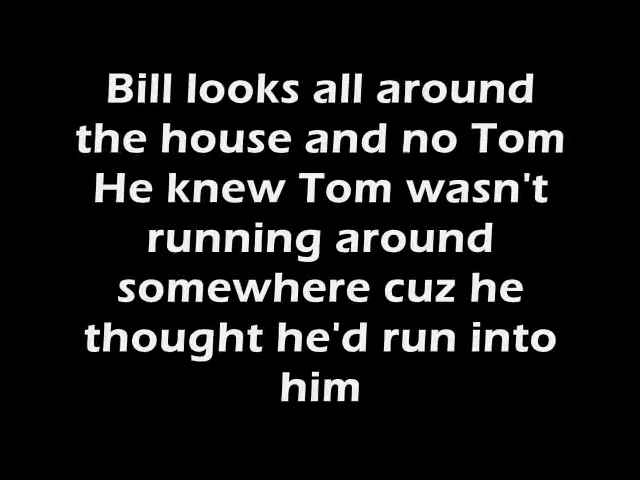 Bill looks all around
the house and no Tom
He knew Tom wasn't
running around
somewhere cuz he
thought he'd run into
him